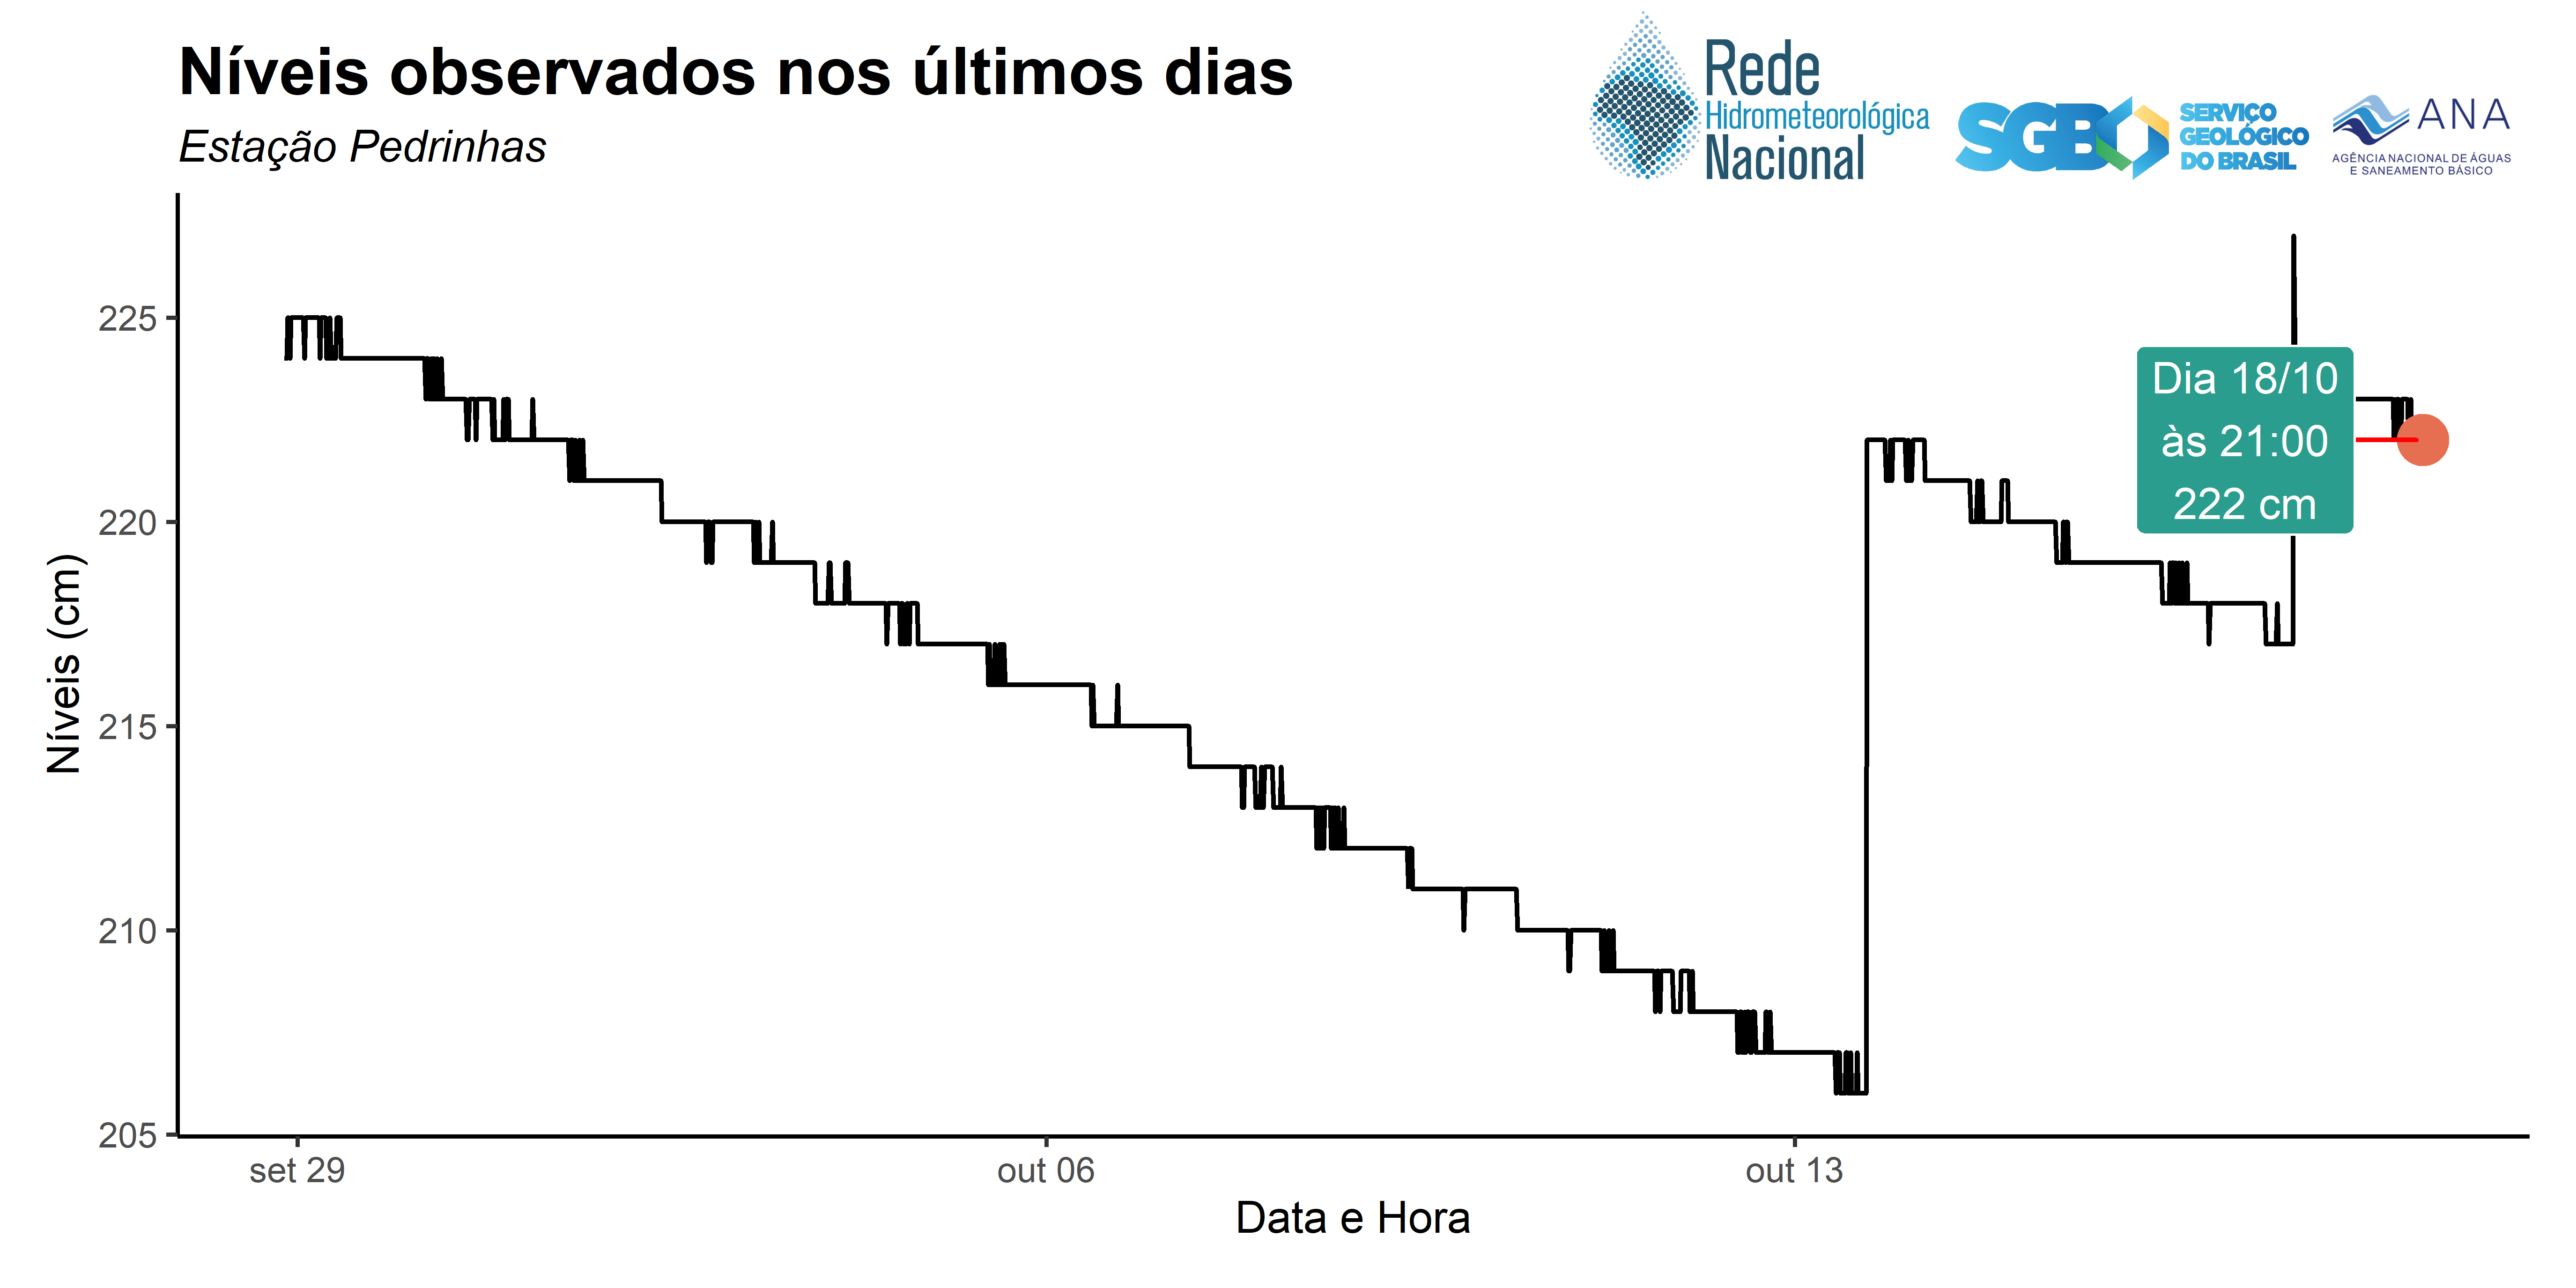 Níveis observados nos últimos dias
Estação Pedrinhas
Rede
Hidrometeorológica
Nacional
SGB
SERVIÇO
GEOLÓGICO
DO BRASIL
ANA
AGÊNCIA NACIONAL DE ÁGUAS
E SANEAMENTO BÁSICO
Níveis (cm)
225
220
215
210
205
Dia 18/10
às 21:00
222 cm
set 29
out 06
out 13
Data e Hora